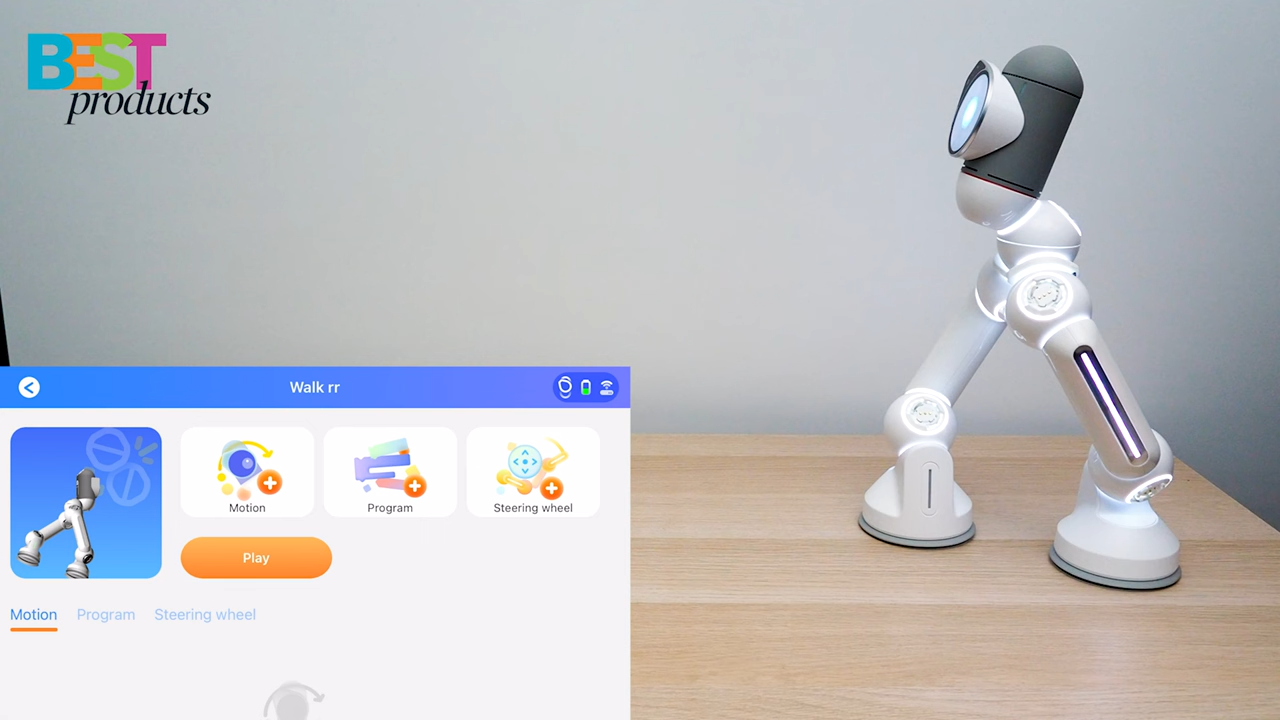 BEST
products
Walk rr
Motion
Program
Steering wheel
Play
Motion
Program
Steering wheel